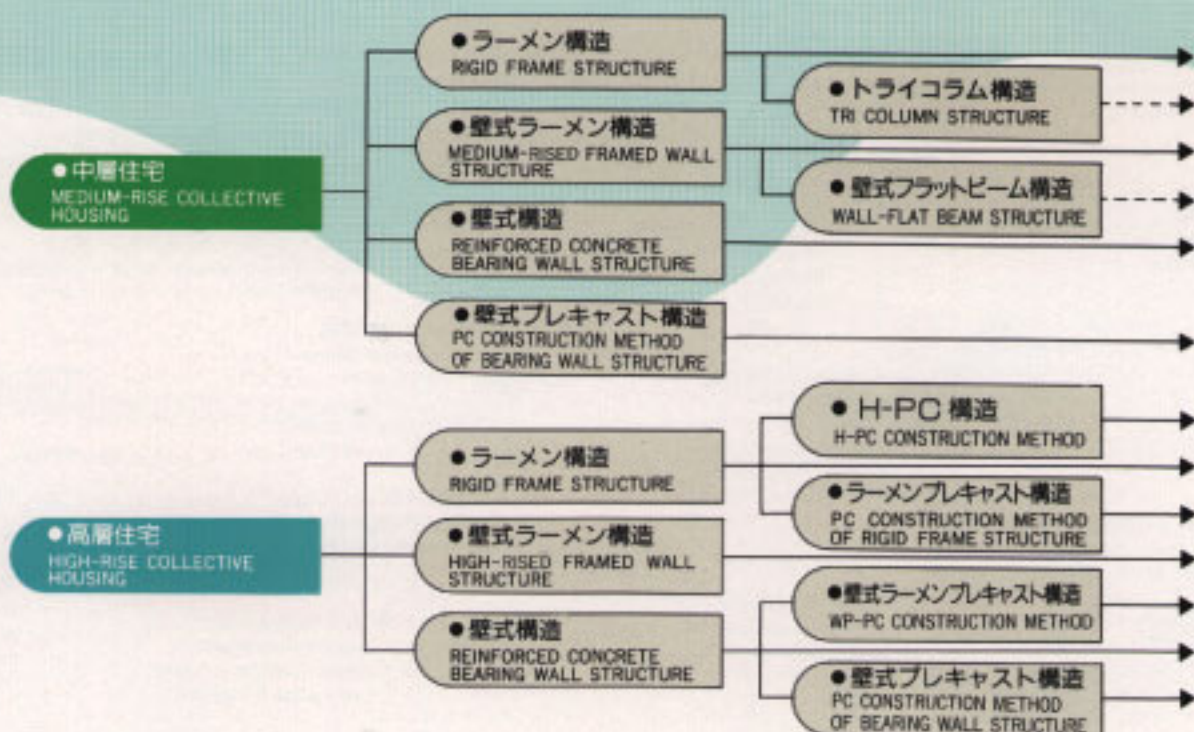 ●中層住宅
MEDIUM-RISE COLLECTIVE
HOUSING
●ラーメン構造
RIGID FRAME STRUCTURE
●トライコラム構造
TRI COLUMN STRUCTURE
●壁式ラーメン構造
MEDIUM-RISED FRAMED WALL
STRUCTURE
●壁式フラットビーム構造
WALL-FLAT BEAM STRUCTURE
●壁式構造
REINFORCED CONCRETE
BEARING WALL STRUCTURE
●壁式プレキャスト構造
PC CONSTRUCTION METHOD
OF BEARING WALL STRUCTURE
●高層住宅
HIGH-RISE COLLECTIVE
HOUSING
●ラーメン構造
RIGID FRAME STRUCTURE
●H-PC構造
H-PC CONSTRUCTION METHOD
●ラーメンプレキャスト構造
PC CONSTRUCTION METHOD
OF RIGID FRAME STRUCTURE
●壁式ラーメン構造
HIGH-RISED FRAMED WALL
STRUCTURE
●壁式構造
REINFORCED CONCRETE
BEARING WALL STRUCTURE
●壁式ラーメンプレキャスト構造
WP-PC CONSTRUCTION METHOD
●壁式プレキャスト構造
PC CONSTRUCTION METHOD
OF BEARING WALL STRUCTURE